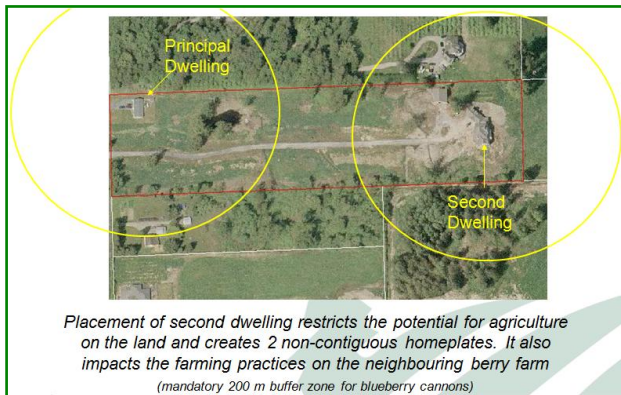 Principal
Dwelling
Second
Dwelling
Placement of second dwelling restricts the potential for agriculture
on the land and creates 2 non-contiguous homeplates. It also
impacts the farming practices on the neighbouring berry farm
(mandatory 200 m buffer zone for blueberry cannons)